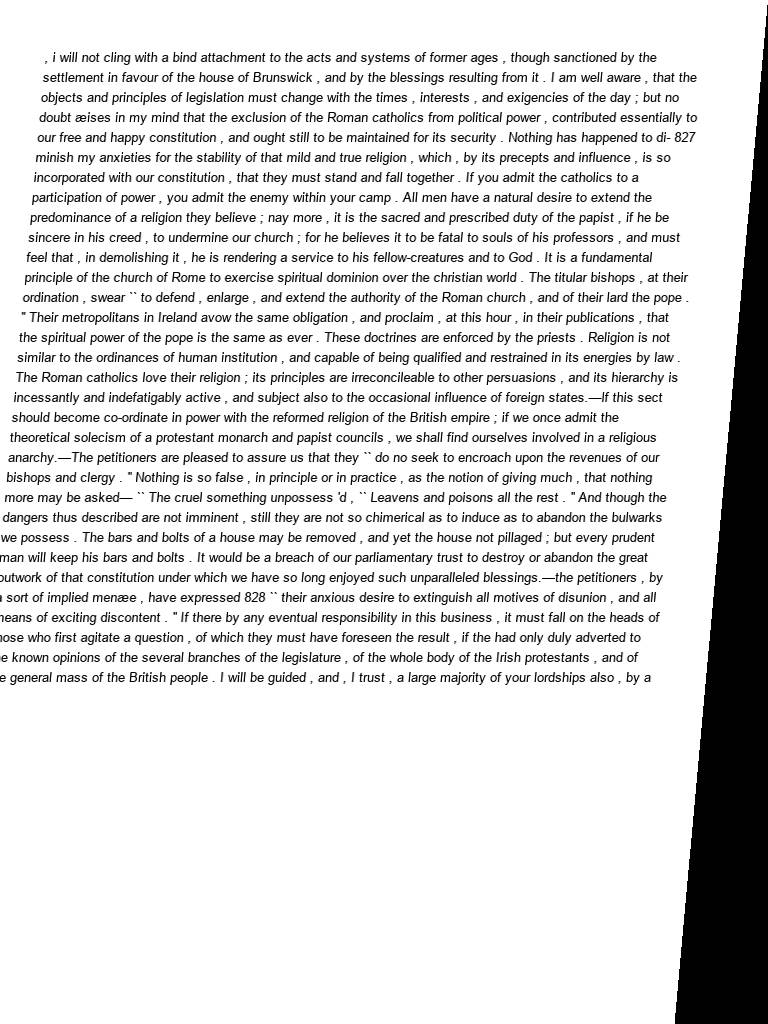 , i will not cling with a bind attachment to the acts and systems of former ages , though sanctioned by the
settlement in favour of the house of Brunswick , and by the blessings resulting from it . I am well aware , that the
objects and principles of legislation must change with the times , interests , and exigencies of the day ; but no
doubt æises in my mind that the exclusion of the Roman catholics from political power , contributed essentially to
our free and happy constitution , and ought still to be maintained for its security . Nothing has happened to di- 827
minish my anxieties for the stability of that mild and true religion , which , by its precepts and influence , is so
incorporated with our constitution , that they must stand and fall together . If you admit the catholics to a
participation of power , you admit the enemy within your camp . All men have a natural desire to extend the
predominance of a religion they believe ; nay more , it is the sacred and prescribed duty of the papist , if he be
sincere in his creed , to undermine our church ; for he believes it to be fatal to souls of his professors , and must
feel that , in demolishing it , he is rendering a service to his fellow-creatures and to God . It is a fundamental
principle of the church of Rome to exercise spiritual dominion over the christian world . The titular bishops , at their
ordination , swear `` to defend , enlarge , and extend the authority of the Roman church , and of their lard the pope .
" Their metropolitans in Ireland avow the same obligation , and proclaim , at this hour , in their publications , that
the spiritual power of the pope is the same as ever . These doctrines are enforced by the priests . Religion is not
similar to the ordinances of human institution , and capable of being qualified and restrained in its energies by law .
The Roman catholics love their religion ; its principles are irreconcileable to other persuasions , and its hierarchy is
incessantly and indefatigably active , and subject also to the occasional influence of foreign states.—If this sect
should become co-ordinate in power with the reformed religion of the British empire ; if we once admit the
theoretical solecism of a protestant monarch and papist councils , we shall find ourselves involved in a religious
anarchy.—The petitioners are pleased to assure us that they `` do no seek to encroach upon the revenues of our
bishops and clergy . " Nothing is so false , in principle or in practice , as the notion of giving much , that nothing
more may be asked— `` The cruel something unpossess 'd , `` Leavens and poisons all the rest . " And though the
dangers thus described are not imminent , still they are not so chimerical as to induce as to abandon the bulwarks
we possess . The bars and bolts of a house may be removed , and yet the house not pillaged ; but every prudent
man will keep his bars and bolts . It would be a breach of our parliamentary trust to destroy or abandon the great
outwork of that constitution under which we have so long enjoyed such unparalleled blessings.—the petitioners , by
a sort of implied menæe , have expressed 828 `` their anxious desire to extinguish all motives of disunion , and all
means of exciting discontent . " If there by any eventual responsibility in this business , it must fall on the heads of
who first agitate a question , of which they must have foreseen the result , if the had only duly adverted to
known opinions of the several branches of the legislature , of the whole body of the Irish protestants , and of
general mass of the British people . I will be guided , and , I trust , a large majority of your lordships also , by a